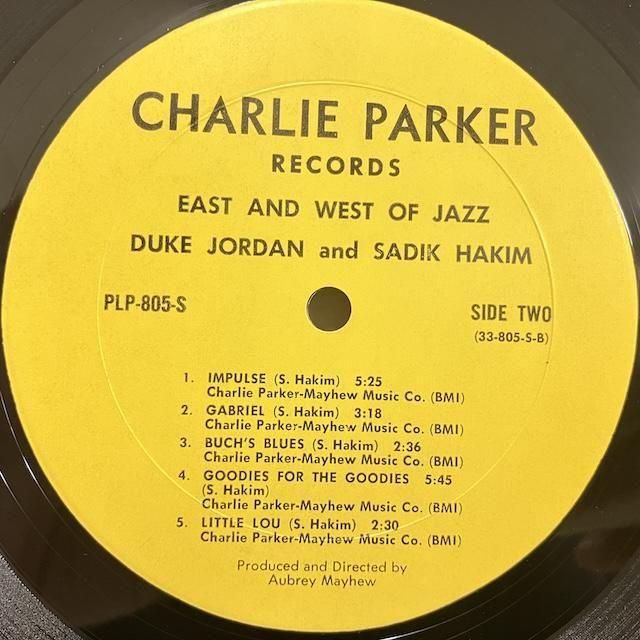 CHARLIE PARKER
RECORDS
EAST AND WEST OF JAZZ
DUKE JORDAN and SADIK HAKIM
PLP-805-S
SIDE TWO
(33-805-S-B)
1. IMPULSE (S. Hakim) 5:25
Charlie Parker-Mayhew Music Co. (BMI)
2. GABRIEL (S. Hakim) 3:18
Charlie Parker-Mayhew Music Co. (BMI)
3. BUCH'S BLUES (S. Hakim) 2:36
Charlie Parker-Mayhew Music Co. (BMI)
4. GOODIES FOR THE GOODIES 5:45
(S. Hakim)
Charlie Parker-Mayhew Music Co. (BMI)
5. LITTLE LOU (S. Hakim) 2:30
Charlie Parker-Mayhew Music Co. (BMI)
Produced and Directed by
Aubrey Mayhew